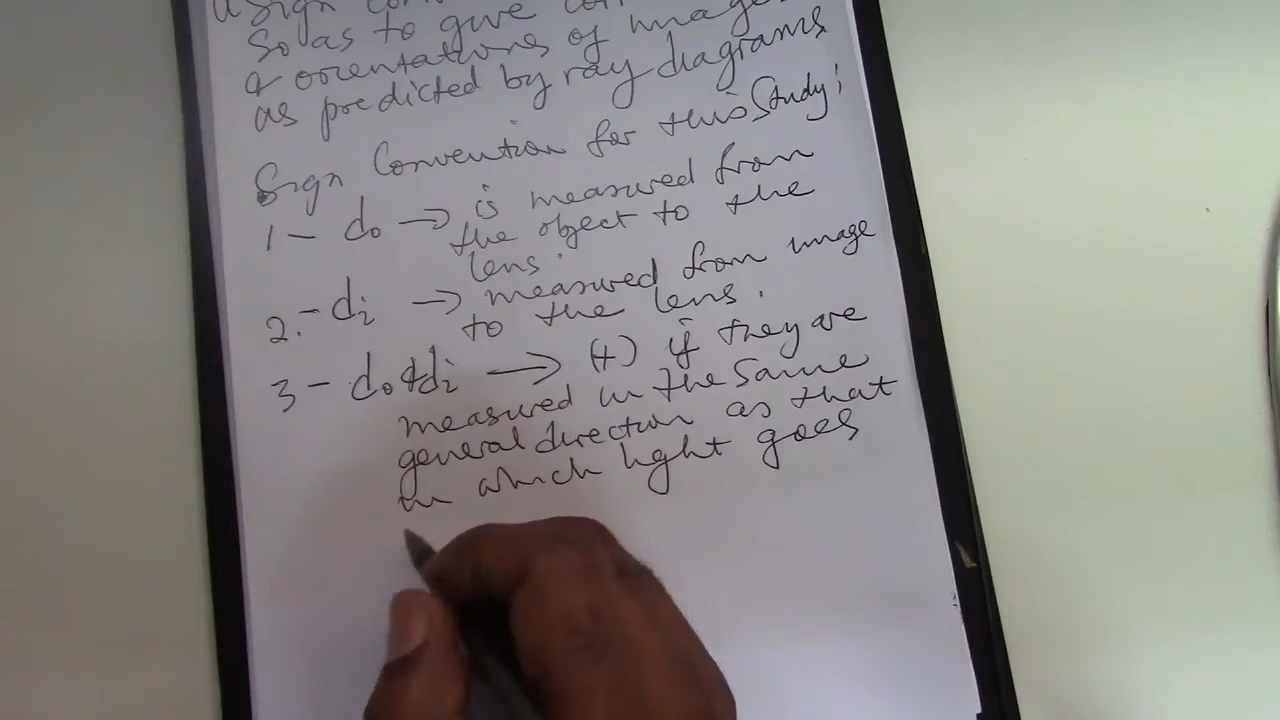 a sign
So as to give
& orientations of images
as predicted by ray diagrams
Sign Convention for this Study;
1 - do → is measured from
the object to the
lens.
2. - di → measured from image
to the lens.
3 - do & di → (+) if they are
measured in the same
general direction as that
in which light goes